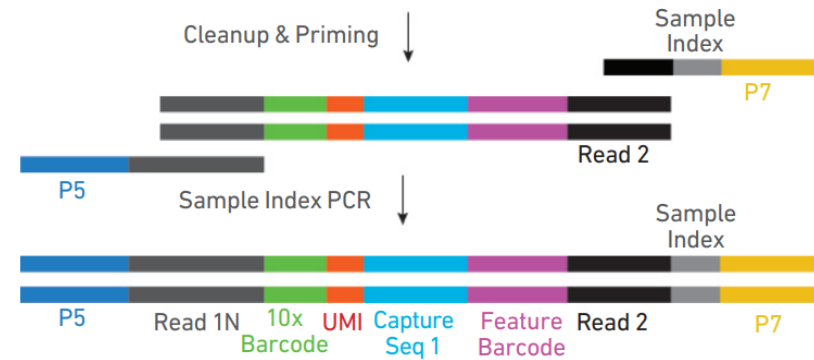 Cleanup & Priming
Sample
Index
P7
Read 2
P5
Sample Index PCR
Sample
Index
P5
Read 1N
10x
Barcode
UMI
Capture
Seq 1
Feature
Barcode
Read 2
P7